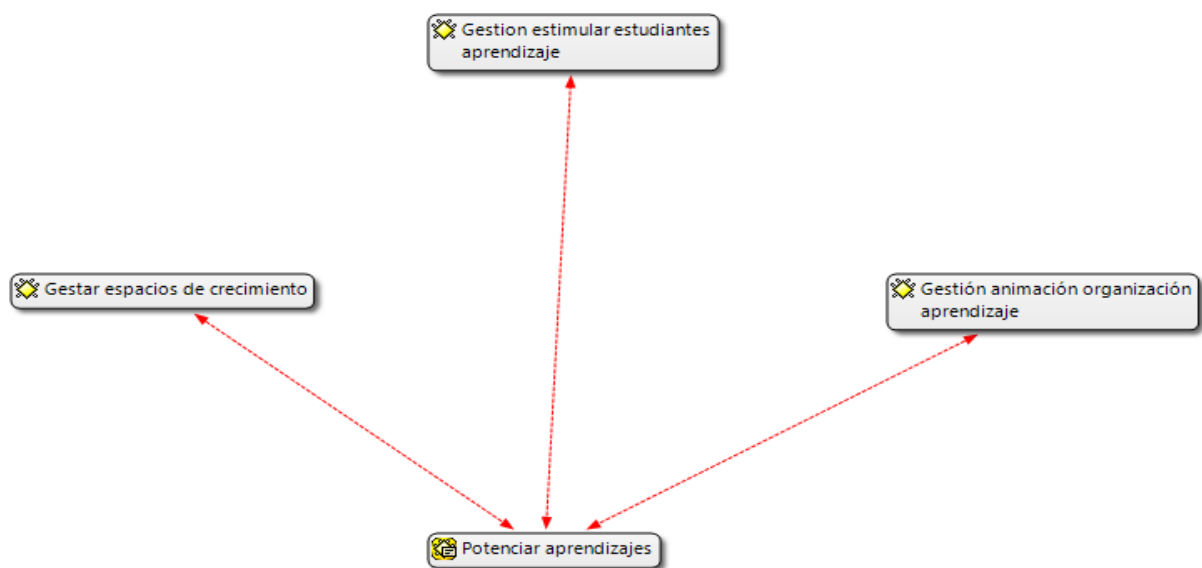 Gestion estimular estudiantes
aprendizaje
Gestar espacios de crecimiento
Gestión animación organización
aprendizaje
Potenciar aprendizajes